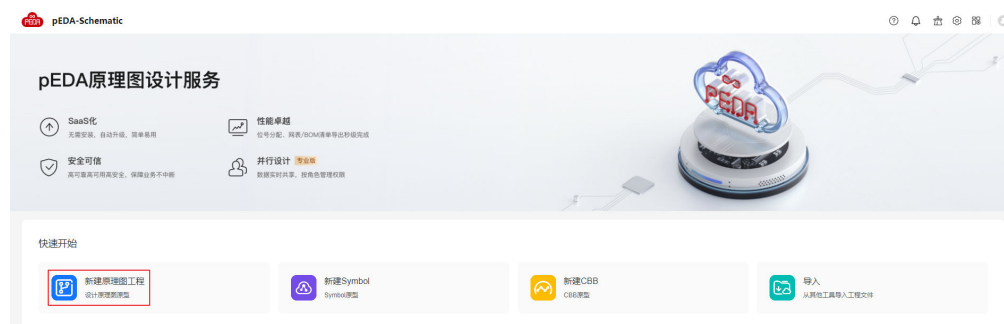 PEDA pEDA-Schematic
pEDA原理图设计服务
SaaS化
无需安装、自动升级、简单易用
性能卓越
位号分配、网表/BOM清单导出秒级完成
安全可信
高可靠高可用高安全，保障业务不中断
并行设计 专业版
数据实时共享，按角色管理权限
PEDA
快速开始
新建原理图工程
设计原理图原型
新建Symbol
Symbol原型
新建CBB
CBB原型
导入
从其他工具导入工程文件